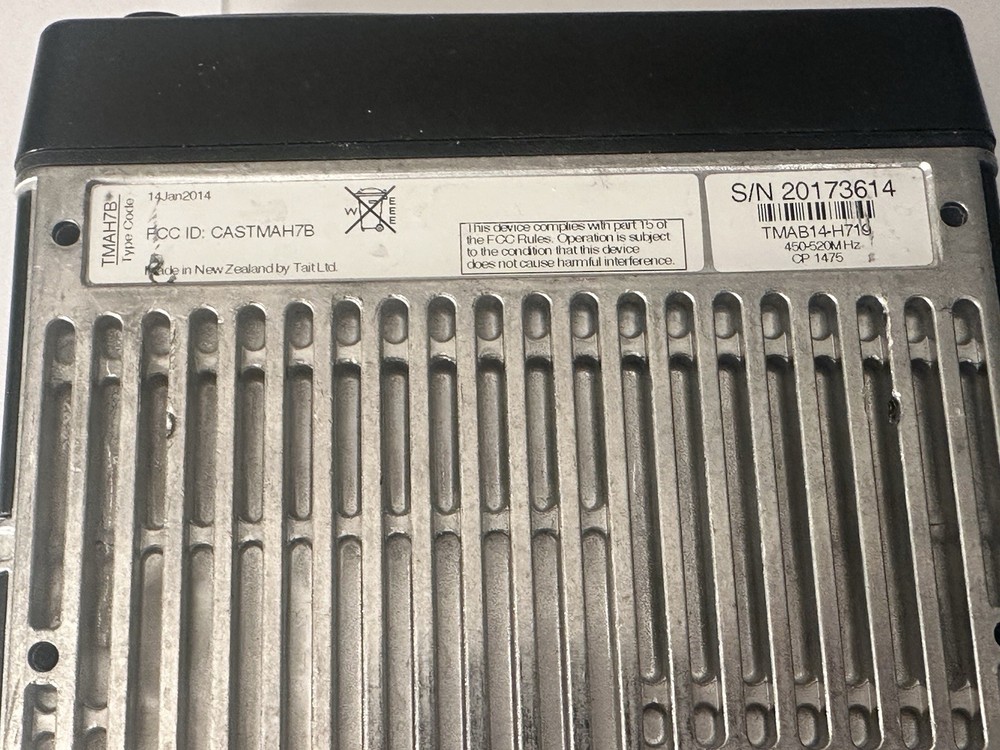 TMAH7B
Type Code
14Jan2014
FCC ID: CASTMAH7B
Made in New Zealand by Tait Ltd.
WEEE
This device complies with part 15 of
the FCC Rules. Operation is subject
to the condition that this device
does not cause harmful interference.
S/N 20173614
TMAB14-H719
450-520MHz
CP 1475